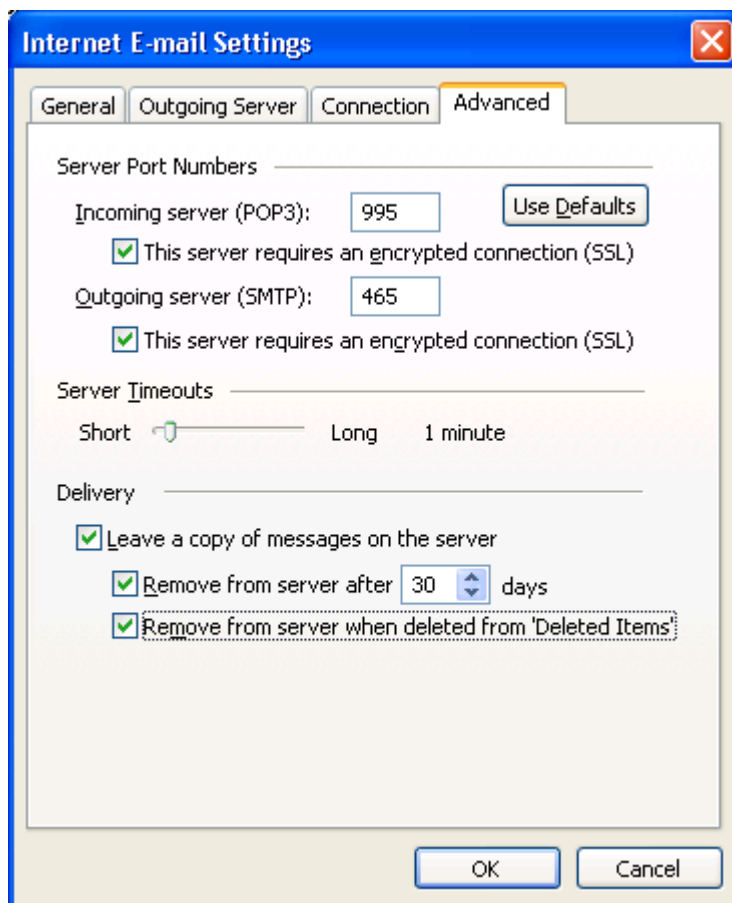 Internet E-mail Settings
General Outgoing Server Connection Advanced
Server Port Numbers
Incoming server (POP3): 995 Use Defaults
This server requires an encrypted connection (SSL)
Outgoing server (SMTP): 465
This server requires an encrypted connection (SSL)
Server Timeouts
Short Long 1 minute
Delivery
Leave a copy of messages on the server
Remove from server after 30 days
Remove from server when deleted from 'Deleted Items'
OK Cancel